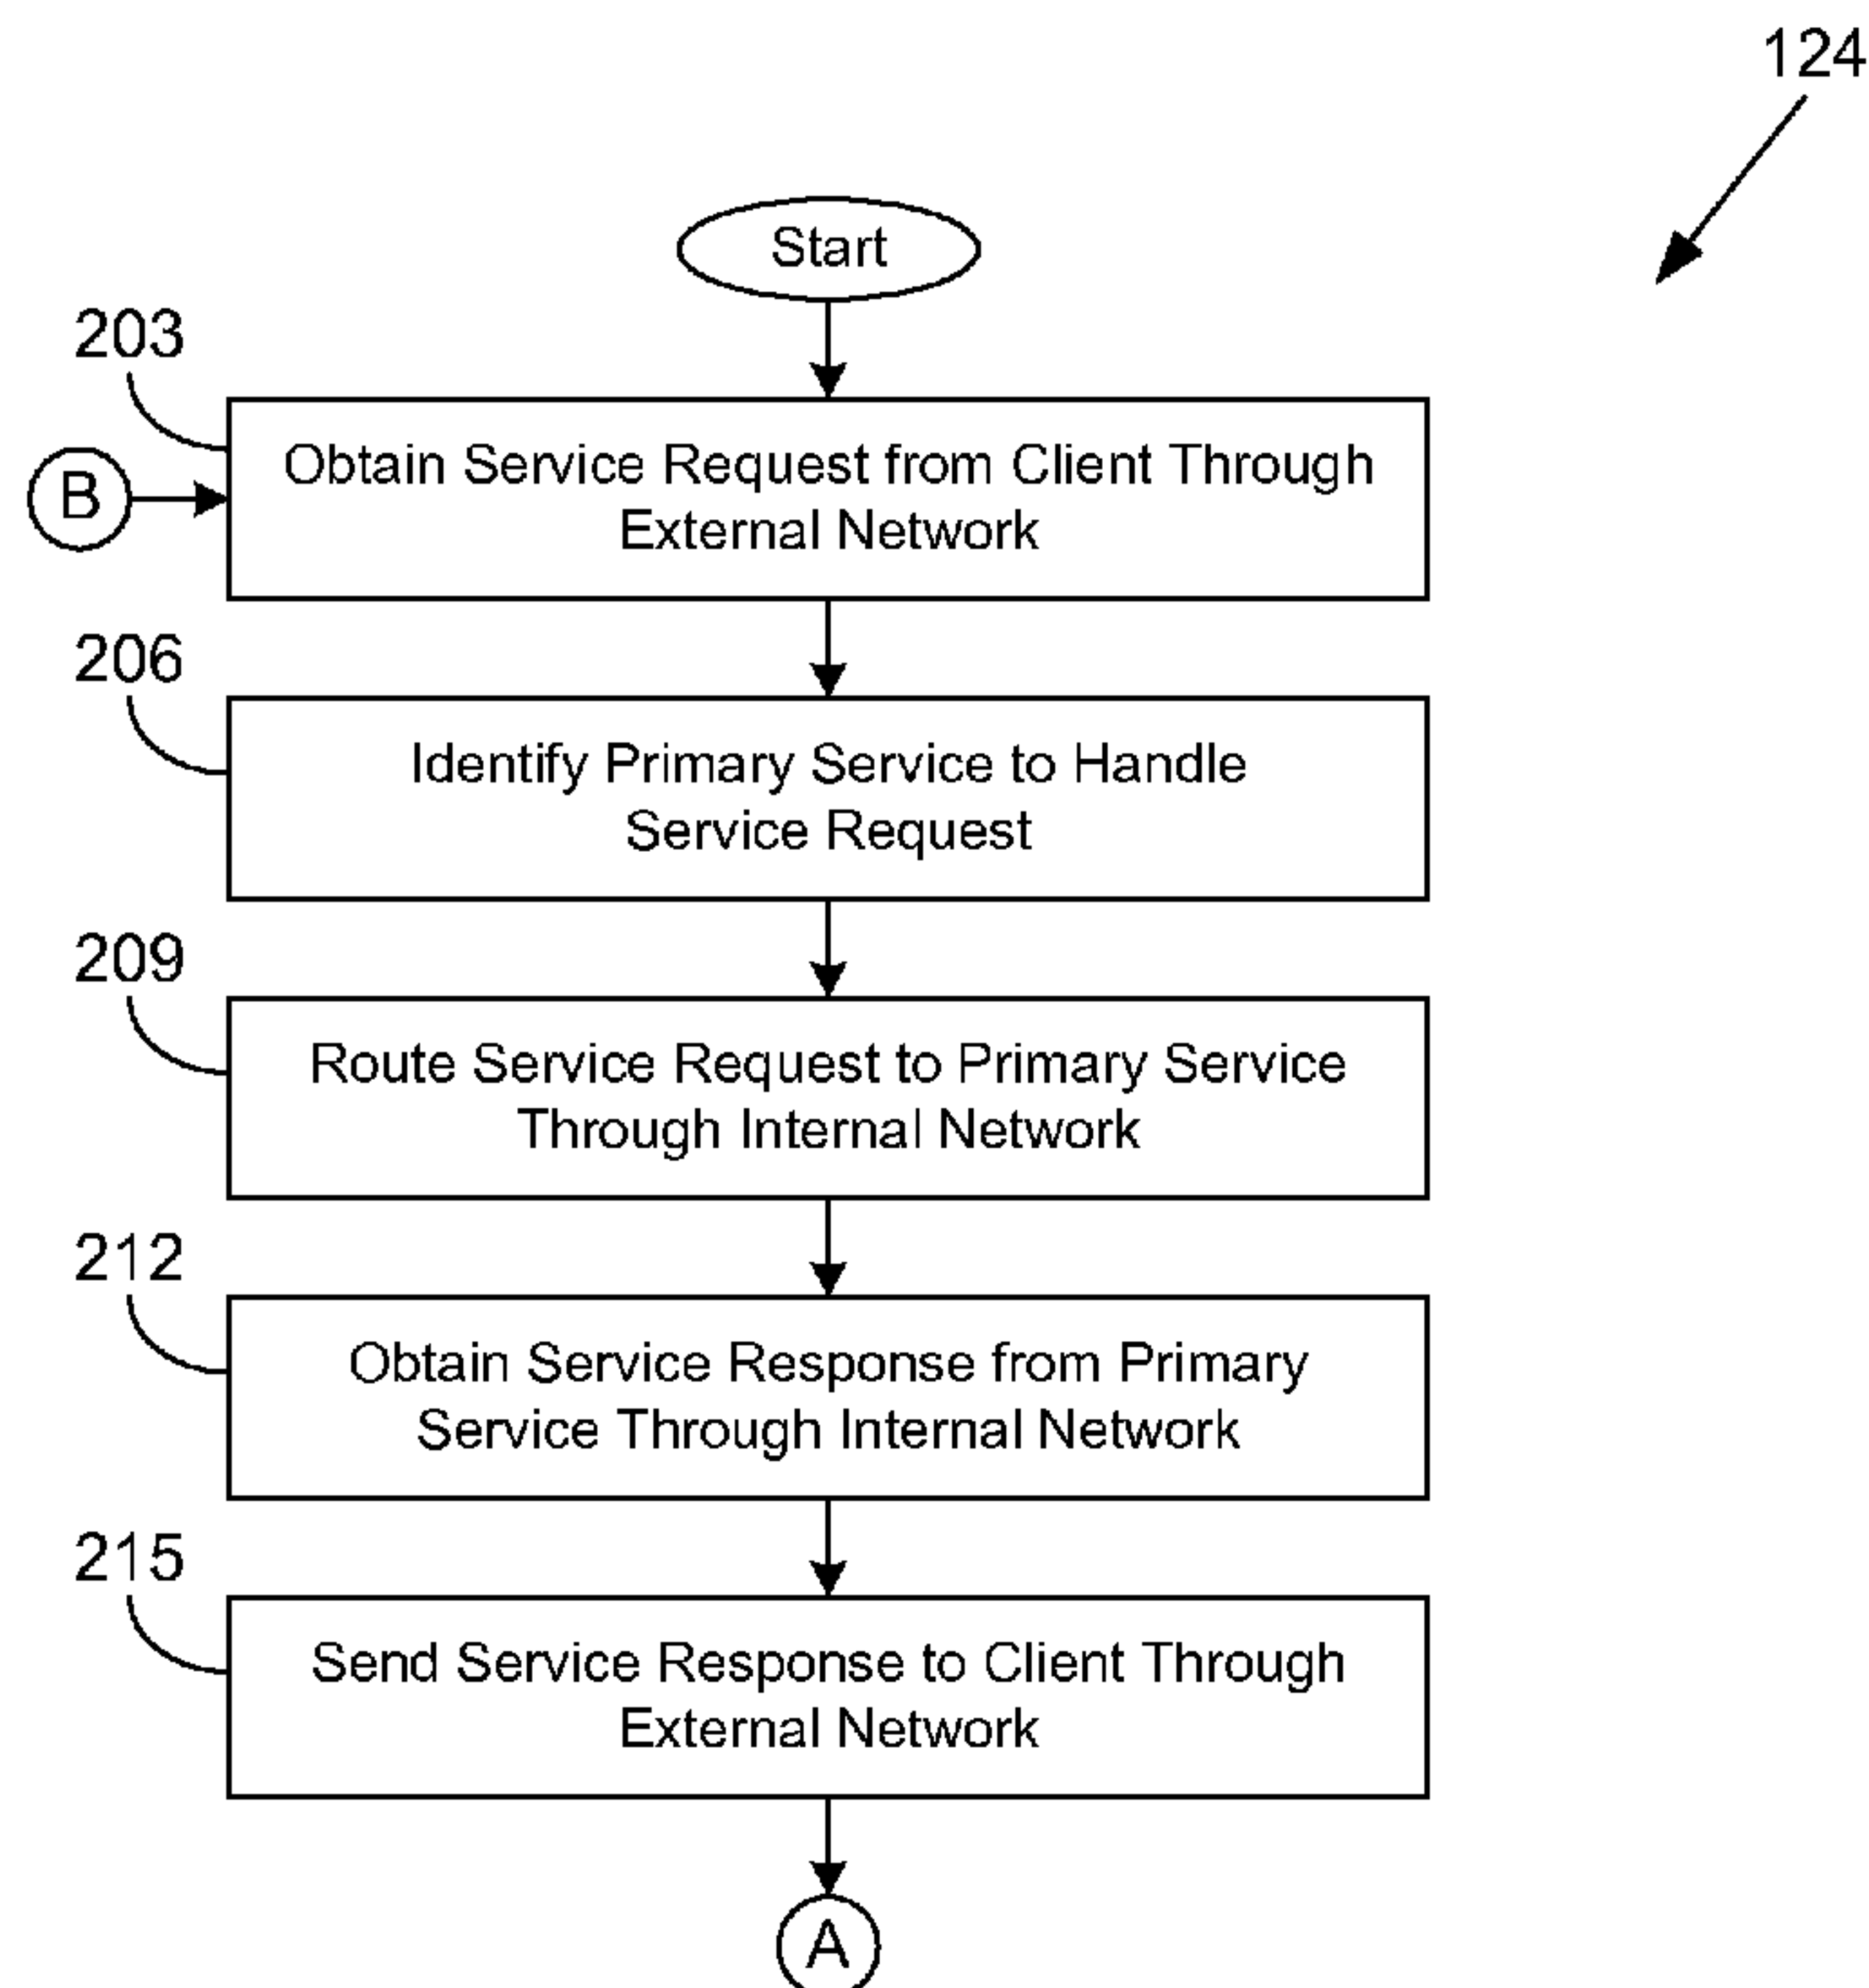 124
Start
203
B
Obtain Service Request from Client Through
External Network
206
Identify Primary Service to Handle
Service Request
209
Route Service Request to Primary Service
Through Internal Network
212
Obtain Service Response from Primary
Service Through Internal Network
215
Send Service Response to Client Through
External Network
A